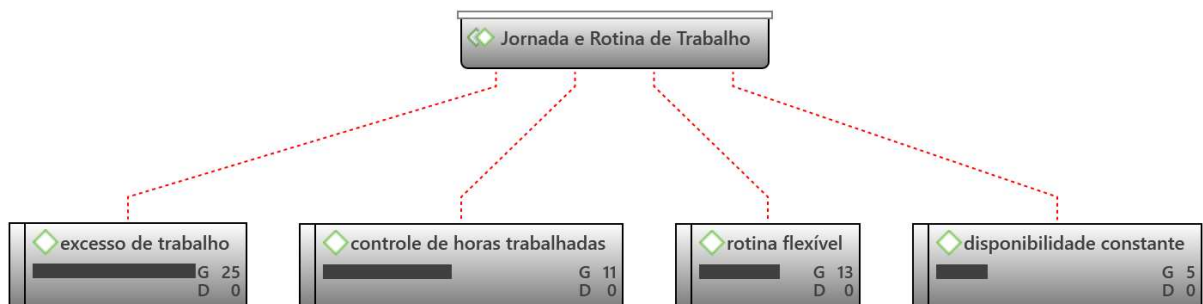 Jornada e Rotina de Trabalho
excesso de trabalho
G 25
D 0
controle de horas trabalhadas
G 11
D 0
rotina flexível
G 13
D 0
disponibilidade constante
G 5
D 0